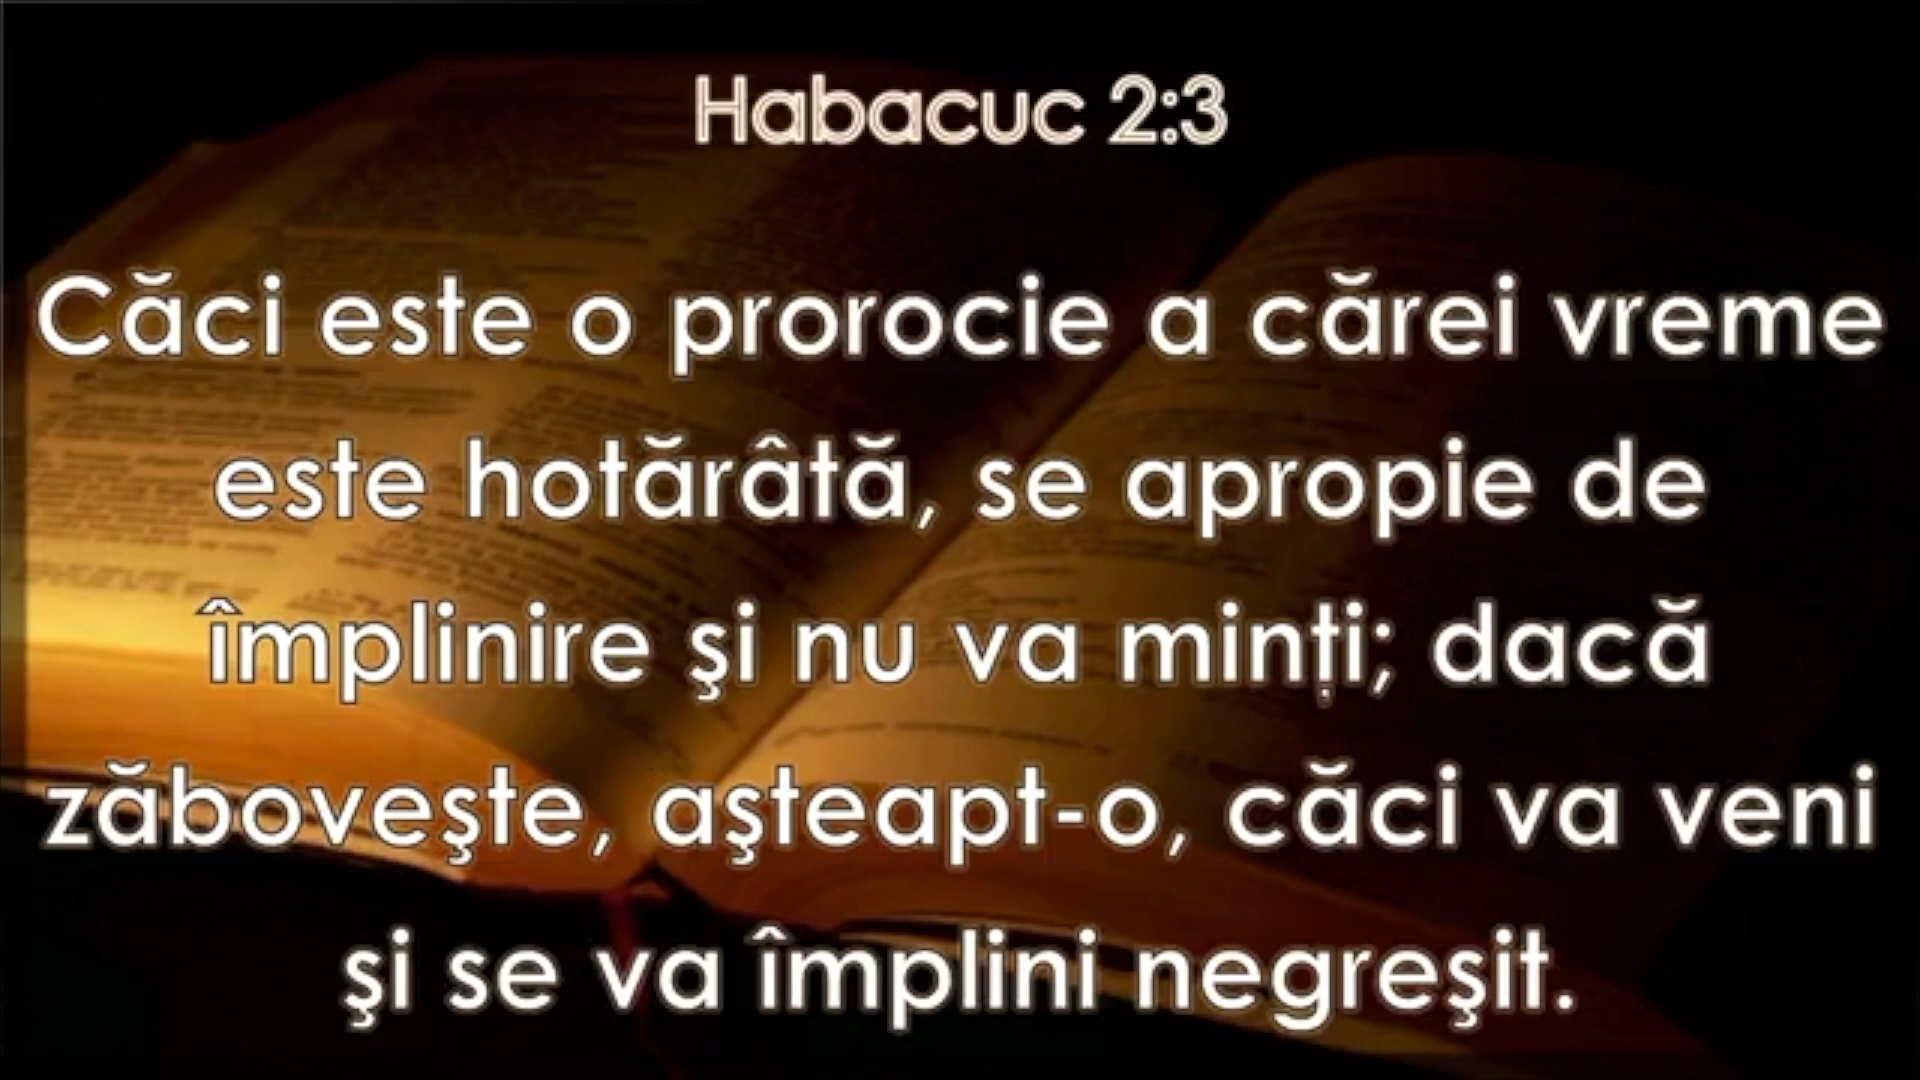 Habacuc 2:3
Căci este o prorocie a cărei vreme
este hotărâtă, se apropie de
împlinire şi nu va minți; dacă
zăboveşte, aşteapt-o, căci va veni
şi se va împlini negreşit.